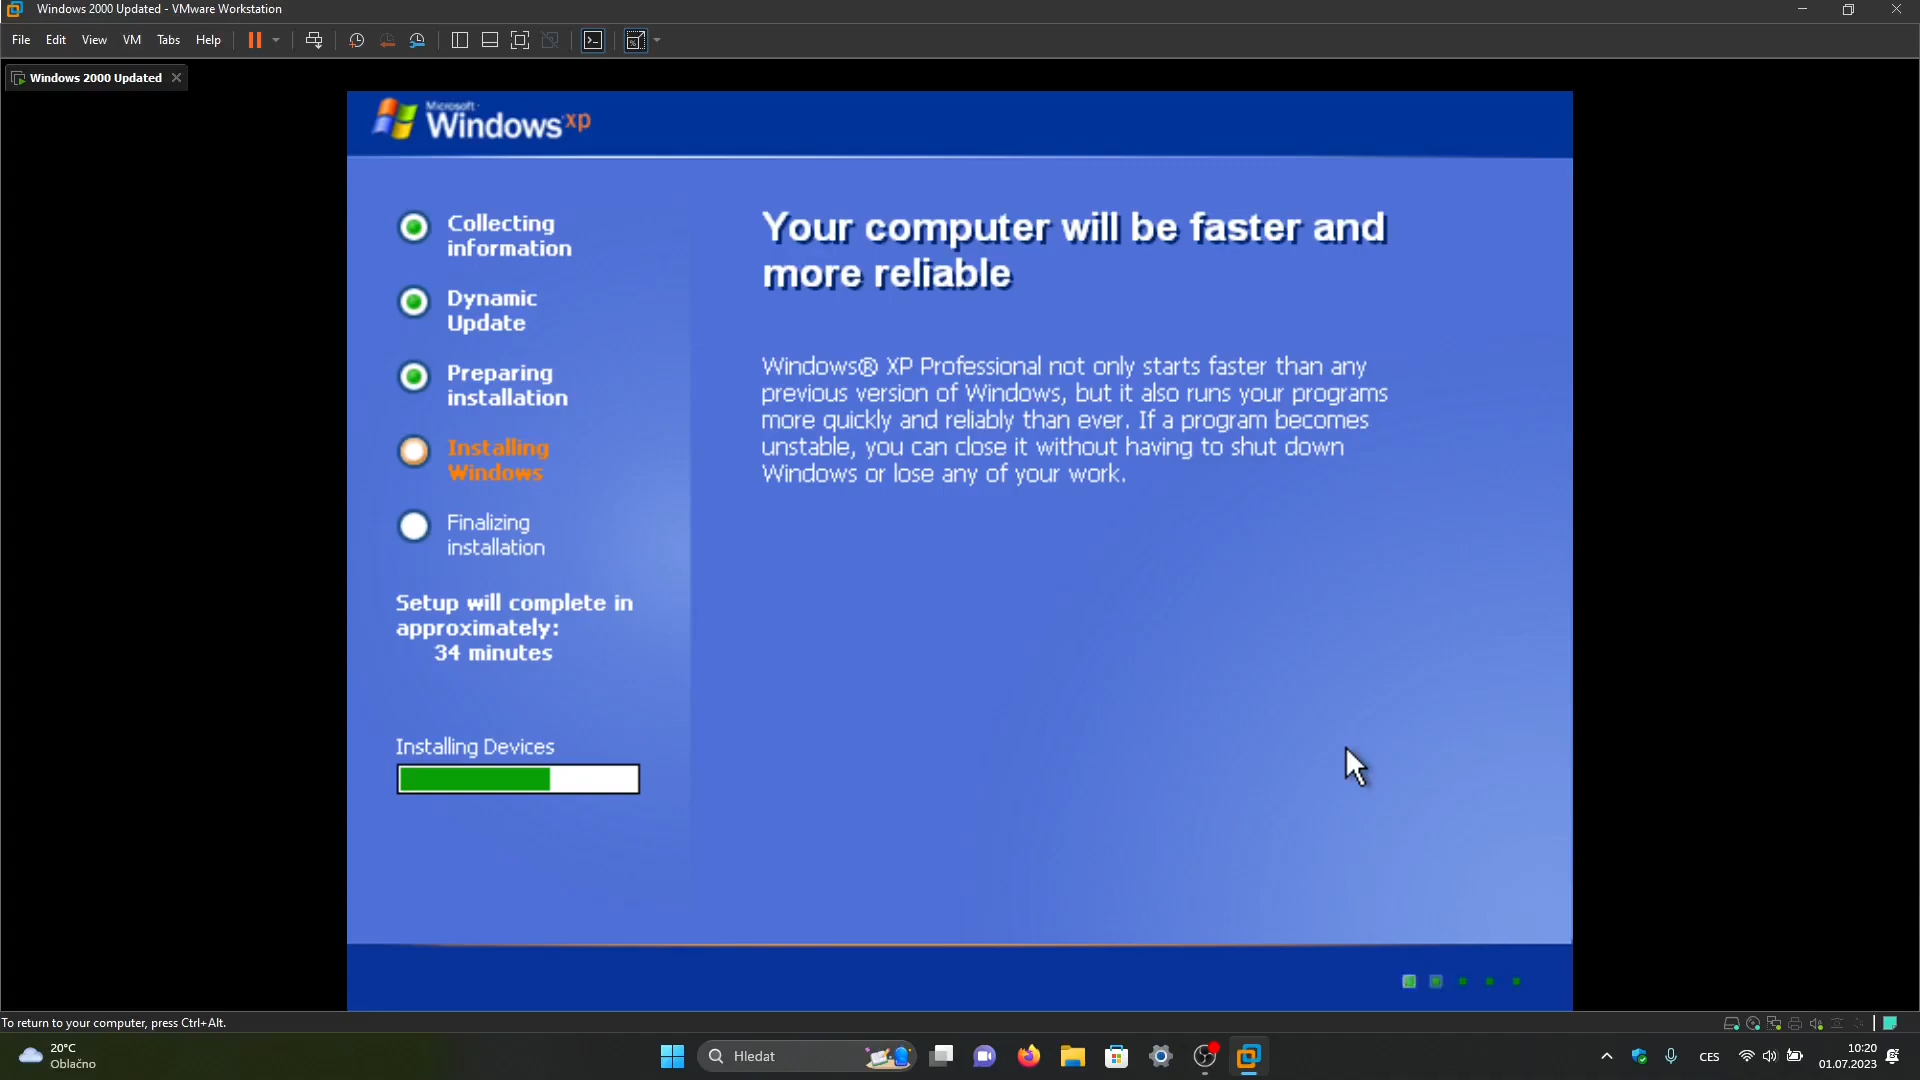 Windows 2000 Updated - VMware Workstation
File Edit View VM Tabs Help
Windows 2000 Updated
Microsoft
Windows xp
Collecting
information
Dynamic
Update
Preparing
installation
Installing
Windows
Finalizing
installation
Setup will complete in
approximately:
34 minutes
Installing Devices
Your computer will be faster and
more reliable
Windows® XP Professional not only starts faster than any
previous version of Windows, but it also runs your programs
more quickly and reliably than ever. If a program becomes
unstable, you can close it without having to shut down
Windows or lose any of your work.
To return to your computer, press Ctrl+Alt.
20°C
Oblačno
Hledat
CES
10:20
01.07.2023